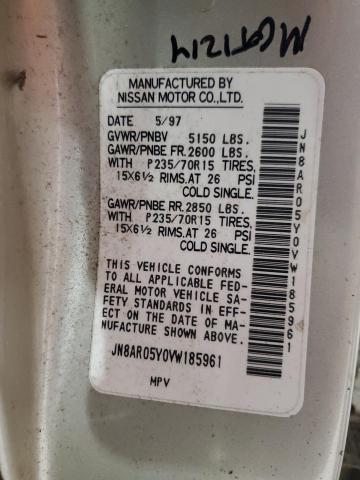 MGT1214
MANUFACTURED BY
NISSAN MOTOR CO., LTD.
DATE 5/97
GVWR/PNBV 5150 LBS.
GAWR/PNBE FR. 2600 LBS.
WITH P235/70R15 TIRES,
15X6½ RIMS. AT 26 PSI
COLD SINGLE.
GAWR/PNBE RR. 2850 LBS.
WITH P235/70R15 TIRES,
15X6½ RIMS. AT 26 PSI
COLD SINGLE.
THIS VEHICLE CONFORMS
TO ALL APPLICABLE FED-
ERAL MOTOR VEHICLE SA-
FETY STANDARDS IN EFF-
ECT ON THE DATE OF MA-
NUFACTURE SHOWN ABOVE.
JN8AR05Y0VW185961
MPV
JN8AR05Y0VW185961